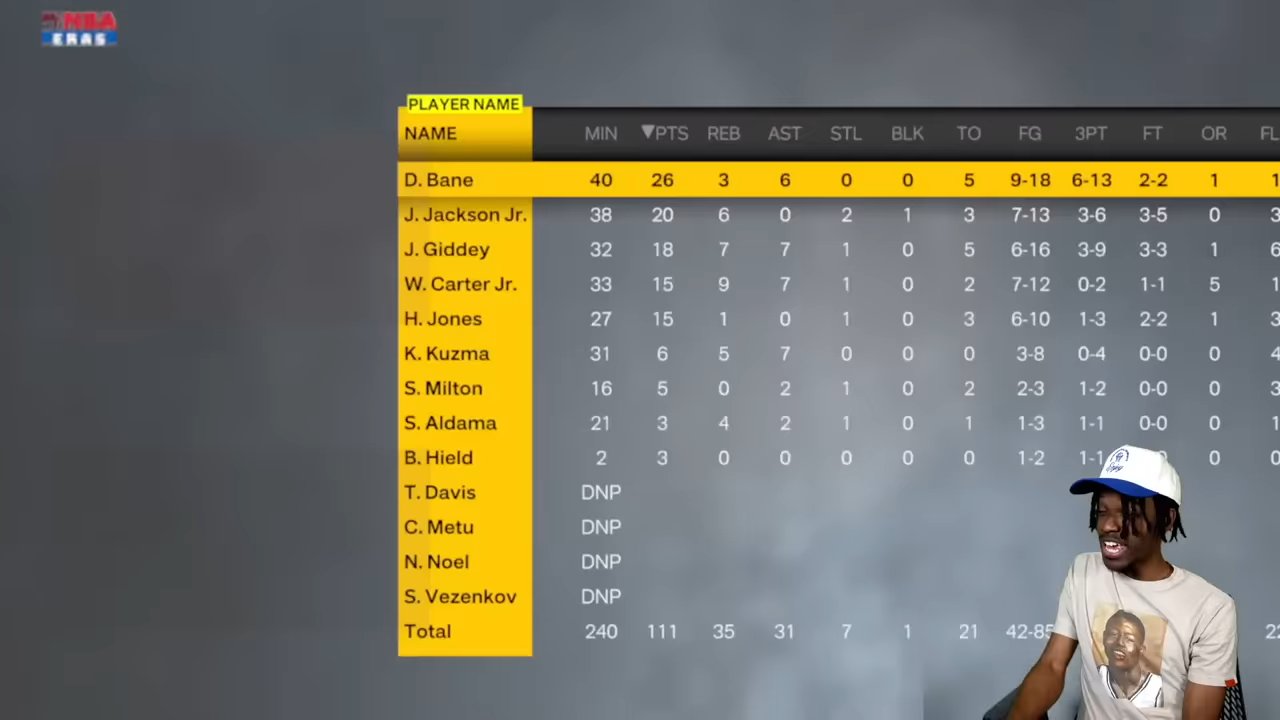 NBA
ERAS
PLAYER NAME
NAME MIN ▼PTS REB AST STL BLK TO FG 3PT FT OR
D. Bane 40 26 3 6 0 0 5 9-18 6-13 2-2 1 1
J. Jackson Jr. 38 20 6 0 2 1 3 7-13 3-6 3-5 0 3
J. Giddey 32 18 7 7 1 0 5 6-16 3-9 3-3 1 6
W. Carter Jr. 33 15 9 7 1 0 2 7-12 0-2 1-1 5 1
H. Jones 27 15 1 0 1 0 3 6-10 1-3 2-2 1 3
K. Kuzma 31 6 5 7 0 0 0 3-8 0-4 0-0 0 4
S. Milton 16 5 0 2 1 0 2 2-3 1-2 0-0 0 3
S. Aldama 21 3 4 2 1 0 1 1-3 1-1 0-0 0 1
B. Hield 2 3 0 0 0 0 0 1-2 1-1 0 0
T. Davis DNP
C. Metu DNP
N. Noel DNP
S. Vezenkov DNP
Total 240 111 35 31 7 1 21 42-85 22